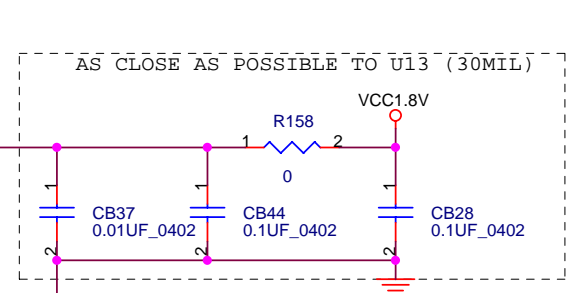 AS CLOSE AS POSSIBLE TO U13 (30MIL)
VCC1.8V
R158
1
2
0
1
1
1
CB37
0.01UF_0402
CB44
0.1UF_0402
CB28
0.1UF_0402
2
2
2